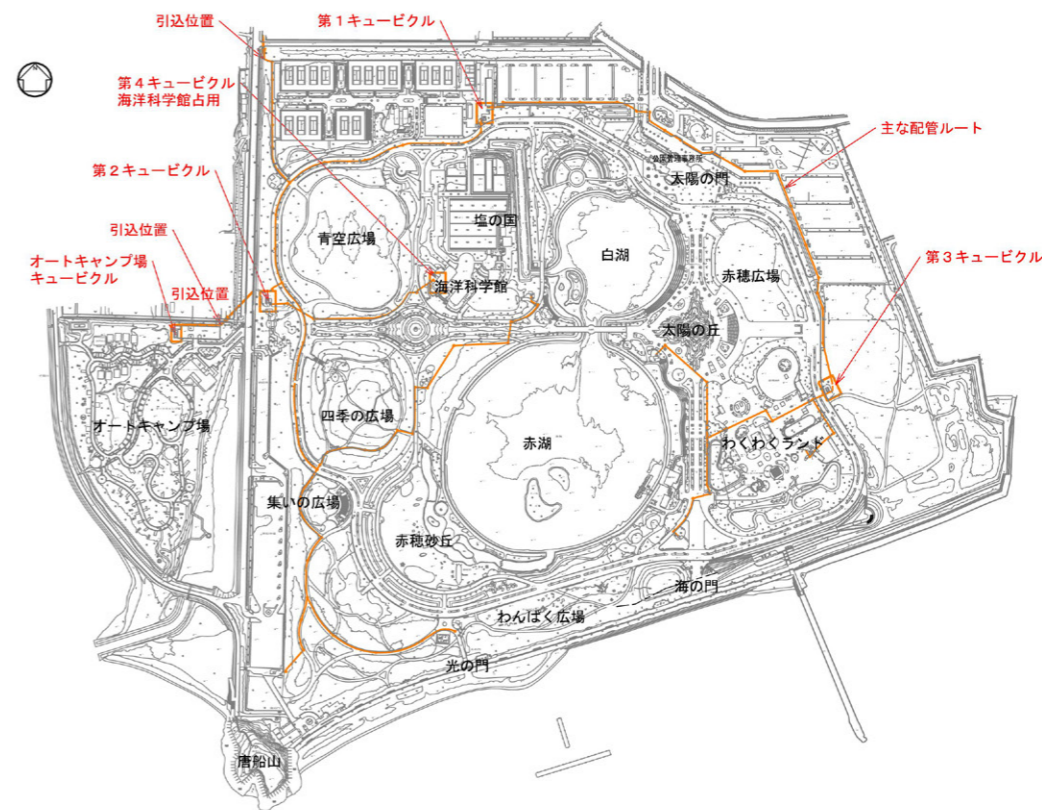 引込位置
第1キュービクル
第4キュービクル
海洋科学館占用
主な配管ルート
公園管理事務所
太陽の門
第2キュービクル
塩の国
青空広場
引込位置
白湖
第3キュービクル
オートキャンプ場
キュービクル
引込位置
海洋科学館
赤穂広場
太陽の丘
四季の広場
オートキャンプ場
赤湖
わくわくランド
集いの広場
赤穂砂丘
海の門
わんぱく広場
光の門
唐船山